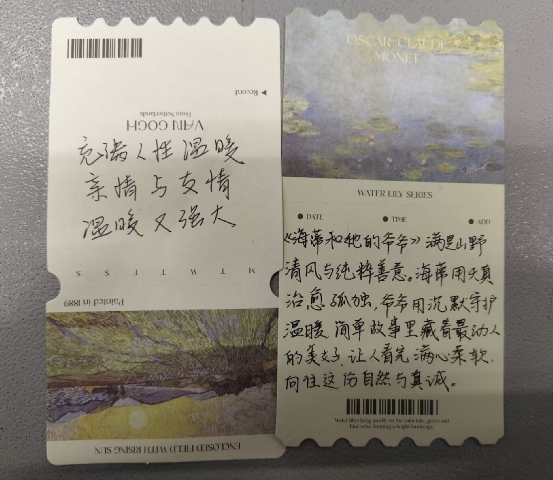 ▶ Record
From Netherlands
VAN GOGH
充满人性温暖
亲情与友情
温暖又强大
M T W T F S S
Painted in 1889
ENCLOSED FIELD WITH RISING SUN
OSCAR-CLAUDE
MONET
WATER LILY SERIES
DATE
TIME
ADD
《海蒂和他的爷爷》满是山野
清风与纯粹善意。海蒂用天真
治愈孤独，爷爷用沉默守护
温暖，简单故事里藏着最动人
的美好，让人看完满心柔软，
向往这份自然与真诚。